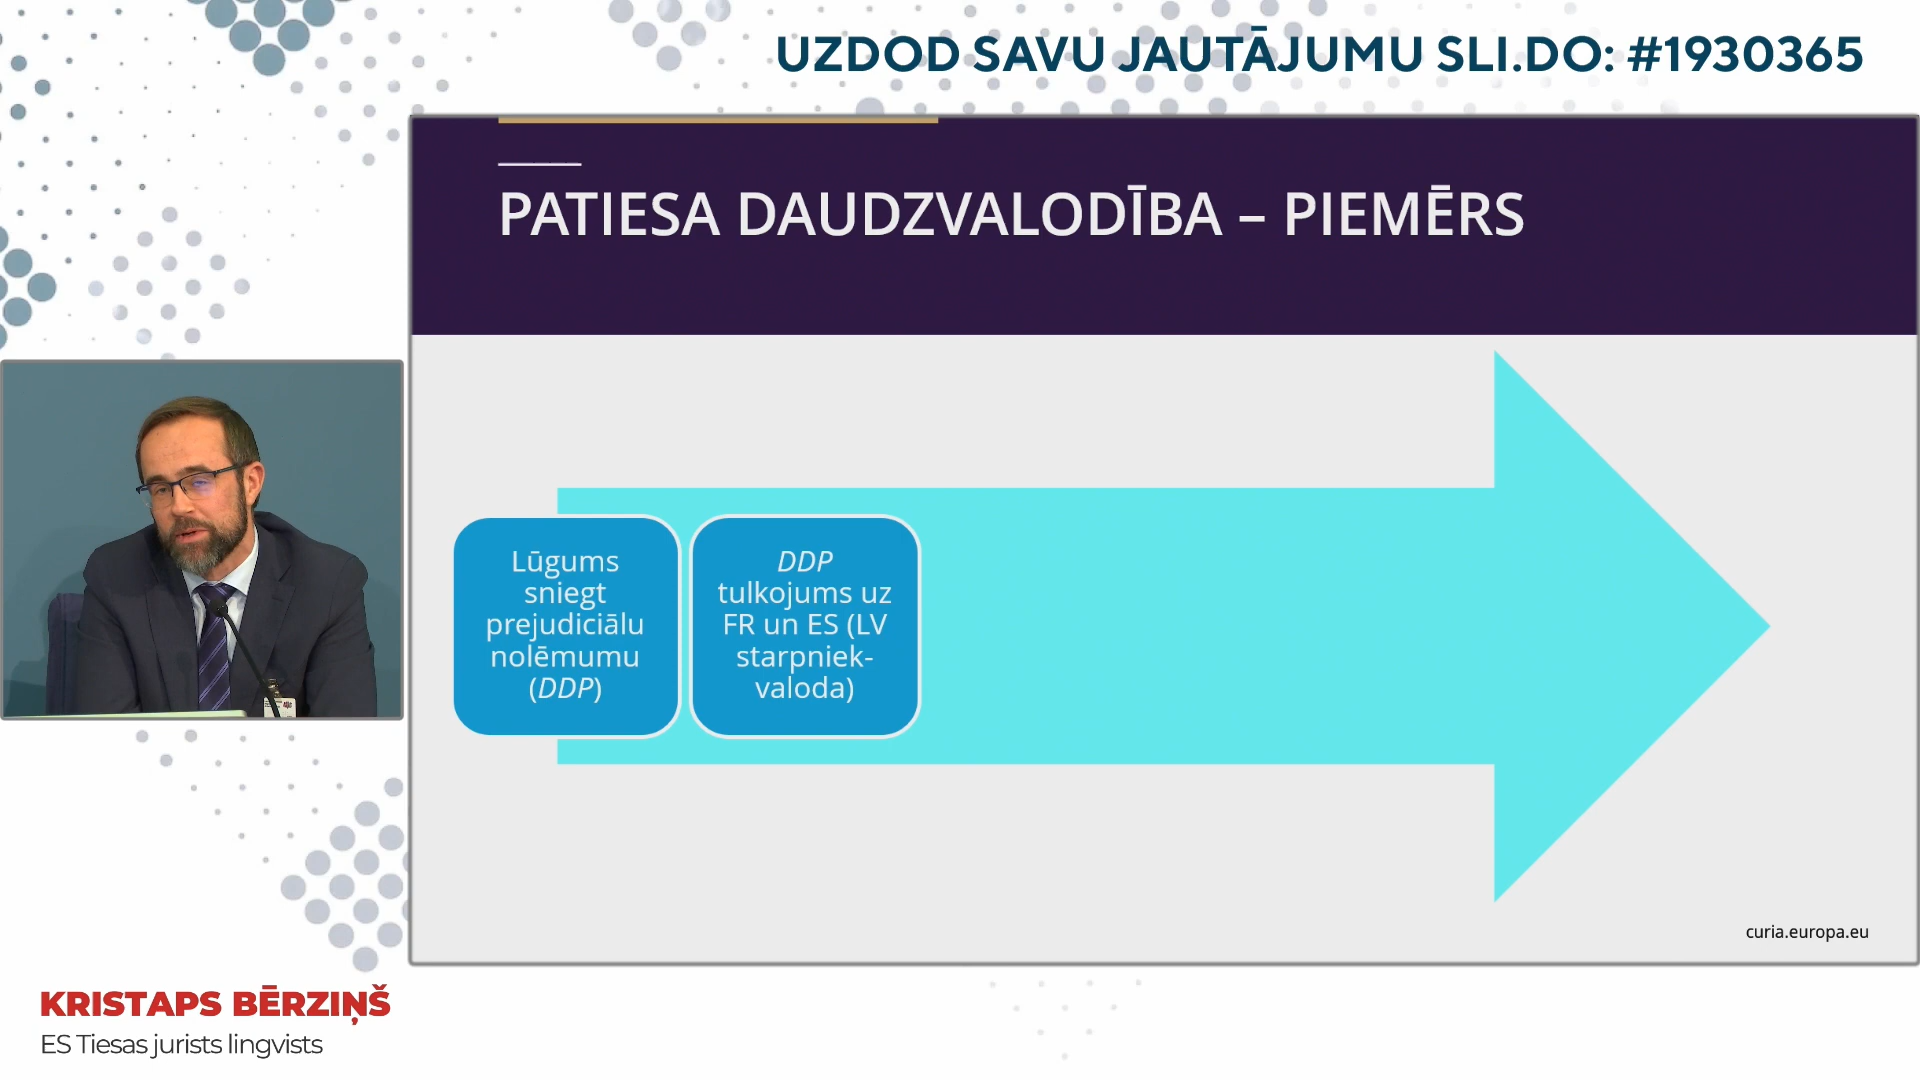 UZDOD SAVU JAUTĀJUMU SLI.DO: #1930365
PATIESA DAUDZVALODĪBA – PIEMĒRS
Lūgums
sniegt
prejudiciālu
nolēmumu
(DDP)
DDP
tulkojums uz
FR un ES (LV
starpniek-
valoda)
curia.europa.eu
KRISTAPS BĒRZIŅŠ
ES Tiesas jurists lingvists